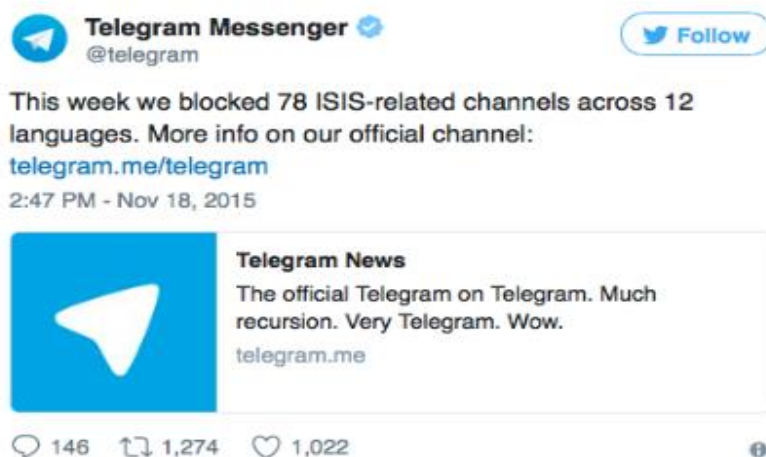 Telegram Messenger
@telegram
Follow
This week we blocked 78 ISIS-related channels across 12
languages. More info on our official channel:
telegram.me/telegram
2:47 PM - Nov 18, 2015
Telegram News
The official Telegram on Telegram. Much
recursion. Very Telegram. Wow.
telegram.me
146 1,274 1,022